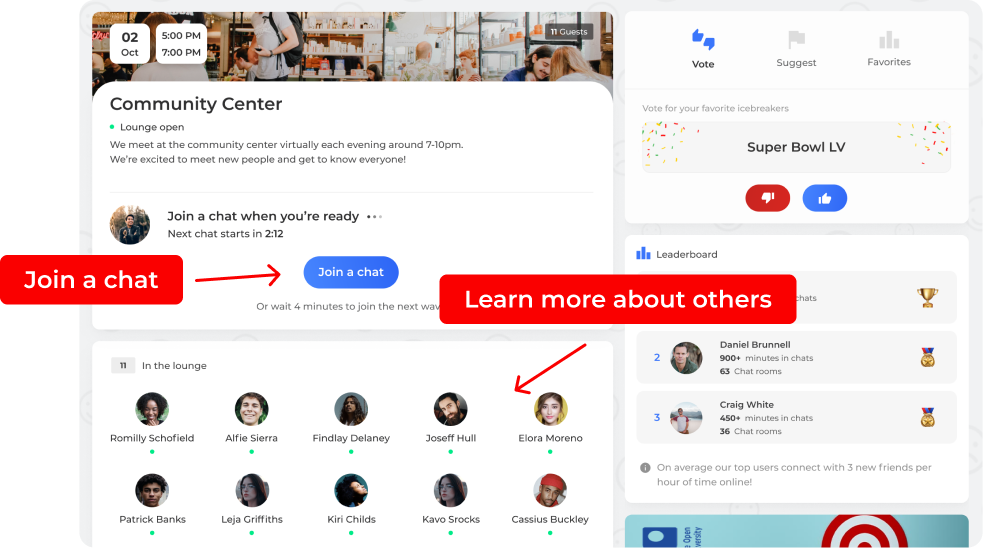 02
Oct
5:00 PM
7:00 PM
11 Guests
Community Center
Lounge open
We meet at the community center virtually each evening around 7-10pm.
We're excited to meet new people and get to know everyone!
Join a chat when you're ready
Next chat starts in 2:12
Join a chat
Join a chat
Or wait 4 minutes to join the next wav
Learn more about others
11 In the lounge
Romilly Schofield
Alfie Sierra
Findlay Delaney
Joseff Hull
Elora Moreno
Patrick Banks
Leja Griffiths
Kiri Childs
Kavo Srocks
Cassius Buckley
Vote
Suggest
Favorites
Vote for your favorite icebreakers
Super Bowl LV
Leaderboard
chats
2
Daniel Brunnell
900+ minutes in chats
63 Chat rooms
3
Craig White
450+ minutes in chats
36 Chat rooms
On average our top users connect with 3 new friends per
hour of time online!
Open